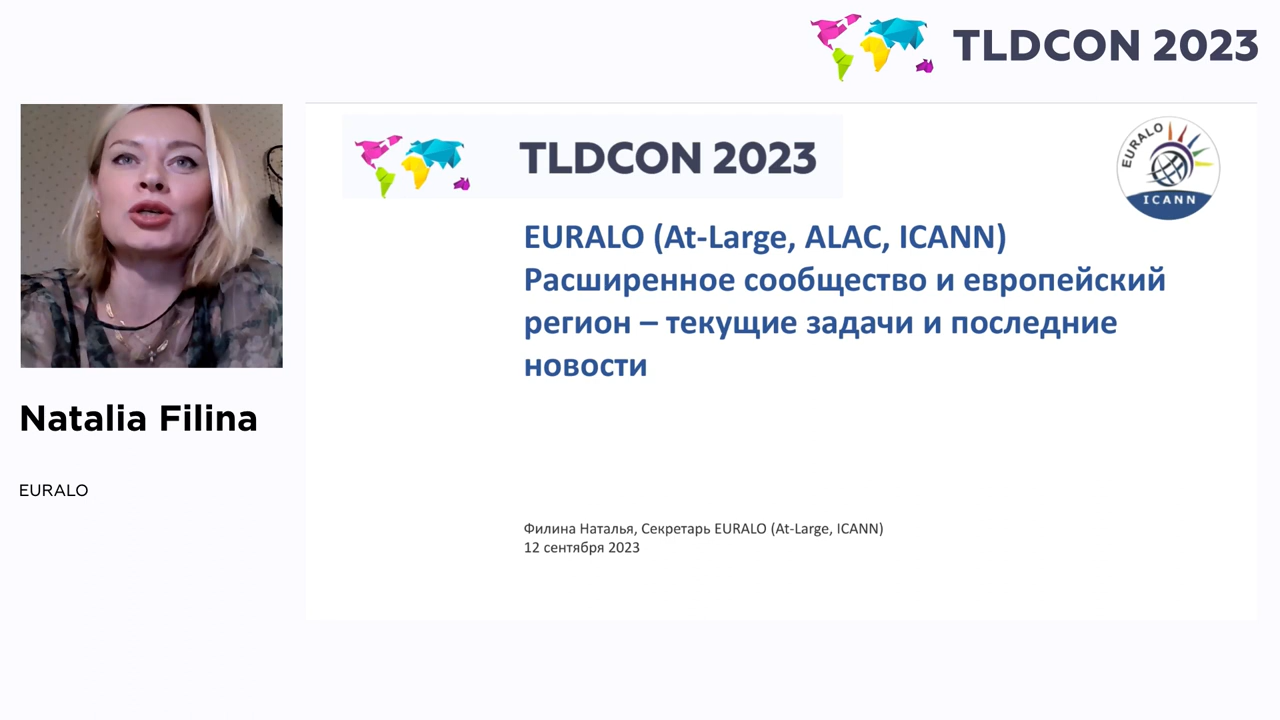 TLDCON 2023
TLDCON 2023
EURALO
ICANN
EURALO (At-Large, ALAC, ICANN)
Расширенное сообщество и европейский
регион – текущие задачи и последние
новости
Natalia Filina
EURALO
Филина Наталья, Секретарь EURALO (At-Large, ICANN)
12 сентября 2023